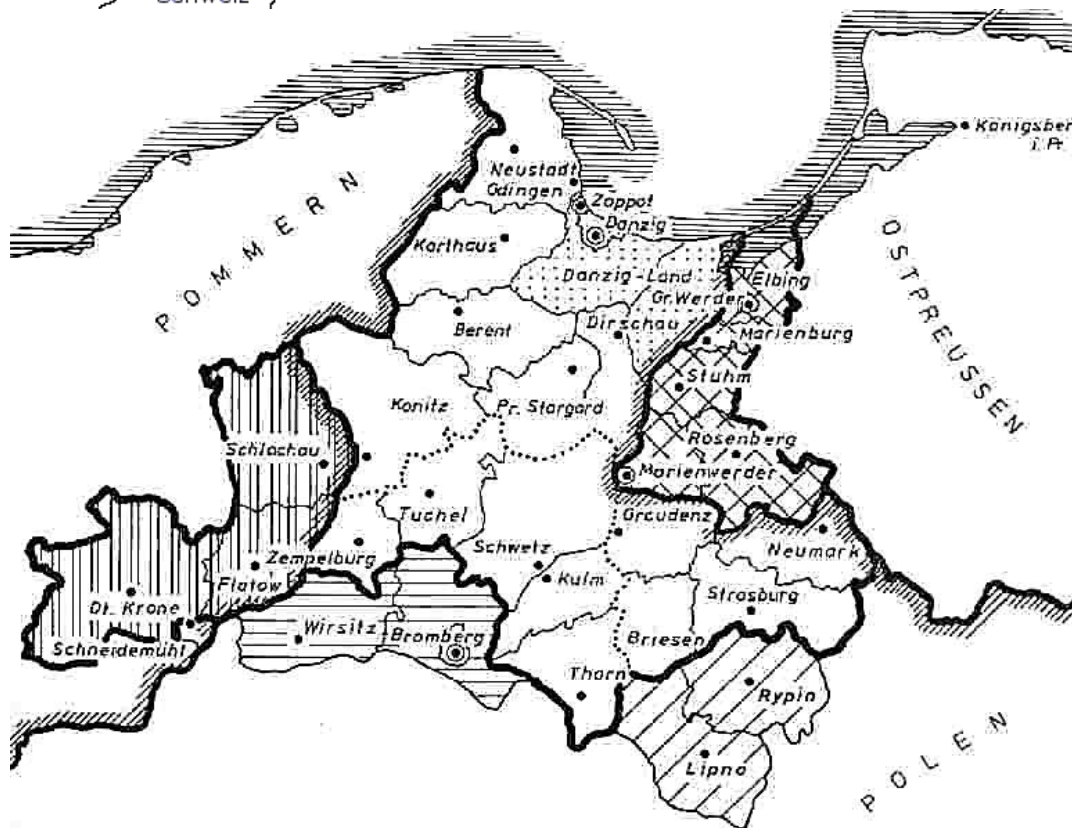 Schweiz
Königsber
i. Pr.
Neustadt
Gdingen
Zoppot
Danzig
POMMERN
OSTPREUSSEN
Karthaus
Danzig-Land
Elbing
Gr. Werder
Berent
Dirschau
Marienburg
Stuhm
Konitz
Pr. Stargard
Schlochau
Rosenberg
Marienwerder
Tuchel
Graudenz
Neumark
Schwetz
Zempelburg
Flatow
Kulm
Dt. Krone
Strasburg
Wirsitz
Bromberg
Briesen
Schneidemühl
Thorn
Rypin
Lipno
POLEN